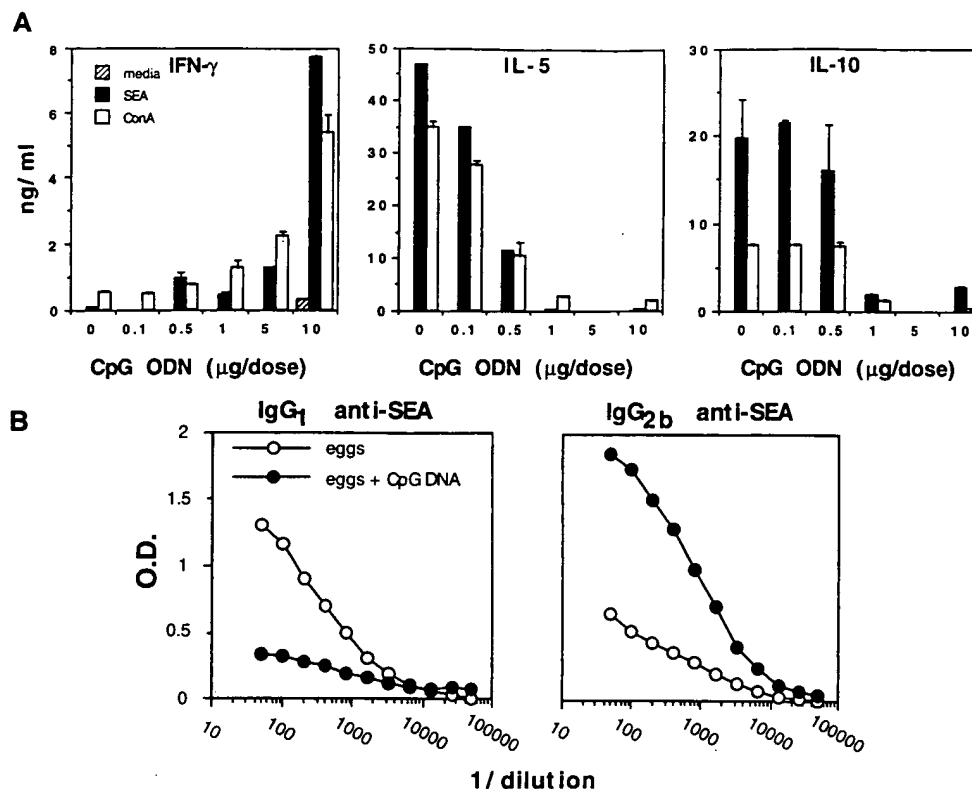 A
IFN-γ
media
SEA
ConA
8
6
4
2
0
ng/ml
0 0.1 0.5 1 5 10
CpG ODN (μg/dose)
IL-5
50
40
30
20
10
0
0 0.1 0.5 1 5 10
CpG ODN (μg/dose)
IL-10
30
20
10
0
0 0.1 0.5 1 5 10
CpG ODN (μg/dose)
B
IgG1 anti-SEA
eggs
eggs + CpG DNA
2
1.5
1
0.5
0
O.D.
10 100 1000 10000 100000
IgG2b anti-SEA
10 100 1000 10000 100000
1/dilution